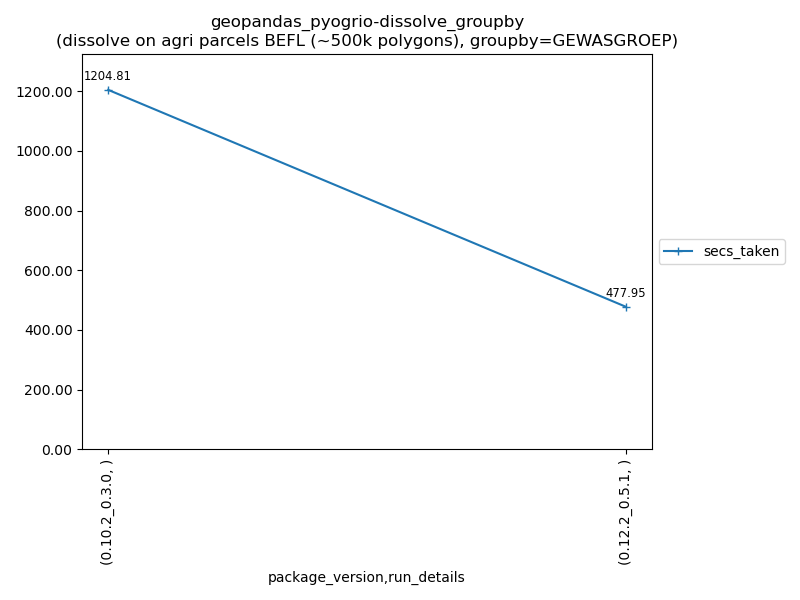 geopandas_pyogrio-dissolve_groupby
(dissolve on agri parcels BEFL (~500k polygons), groupby=GEWASGROEP)
1204.81
1200.00
1000.00
800.00
600.00
400.00
200.00
0.00
477.95
secs_taken
(0.10.2_0.3.0, )
(0.12.2_0.5.1, )
package_version,run_details